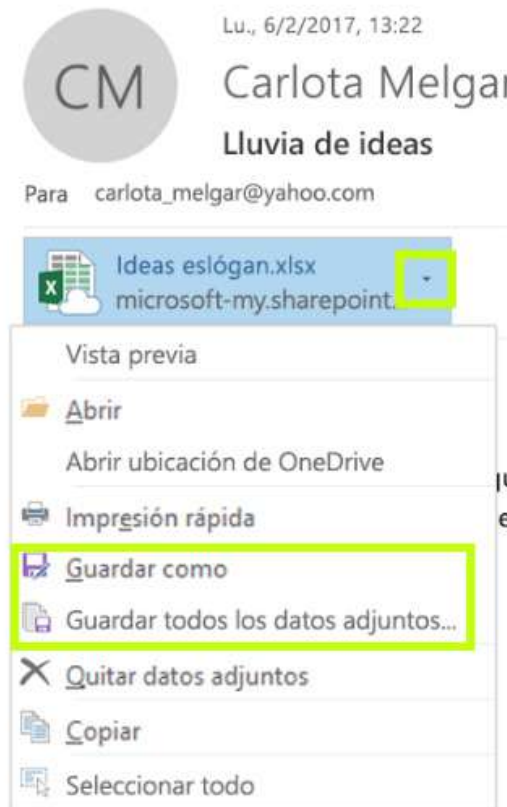 Lu., 6/2/2017, 13:22
CM
Carlota Melgar
Lluvia de ideas
Para carlota_melgar@yahoo.com
Ideas eslógan.xlsx
microsoft-my.sharepoint...
Vista previa
Abrir
Abrir ubicación de OneDrive
Impresión rápida
Guardar como
Guardar todos los datos adjuntos...
Quitar datos adjuntos
Copiar
Seleccionar todo